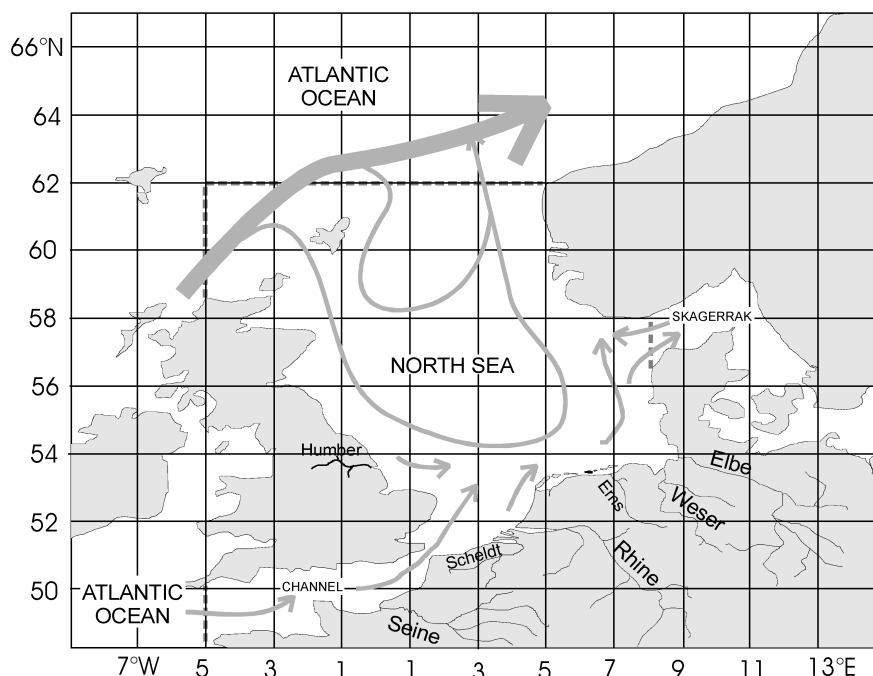 66°N
ATLANTIC
OCEAN
64
62
60
58
SKAGERRAK
NORTH SEA
56
54
Humber
Elbe
Ems
Weser
52
Scheldt
Rhine
50
CHANNEL
ATLANTIC
OCEAN
Seine
7°W 5 3 1 1 3 5 7 9 11 13°E